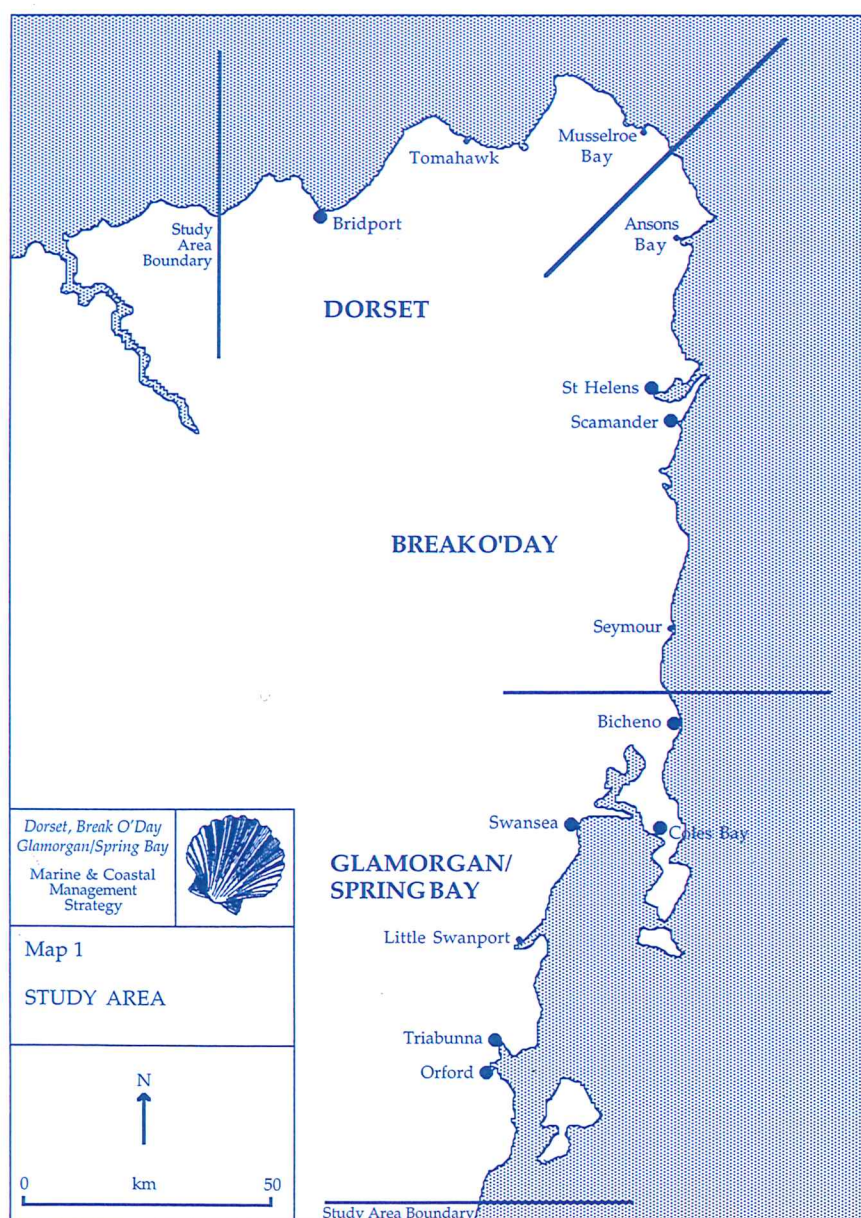 Tomahawk
Musselroe
Bay
Bridport
Study
Area
Boundary
Ansons
Bay
DORSET
St Helens
Scamander
BREAK O'DAY
Seymour
Bicheno
Swansea
Coles Bay
GLAMORGAN/
SPRING BAY
Little Swanport
Triabunna
Orford
Study Area Boundary
Dorset, Break O'Day
Glamorgan/Spring Bay
Marine & Coastal
Management
Strategy
Map 1
STUDY AREA
N
0 km 50